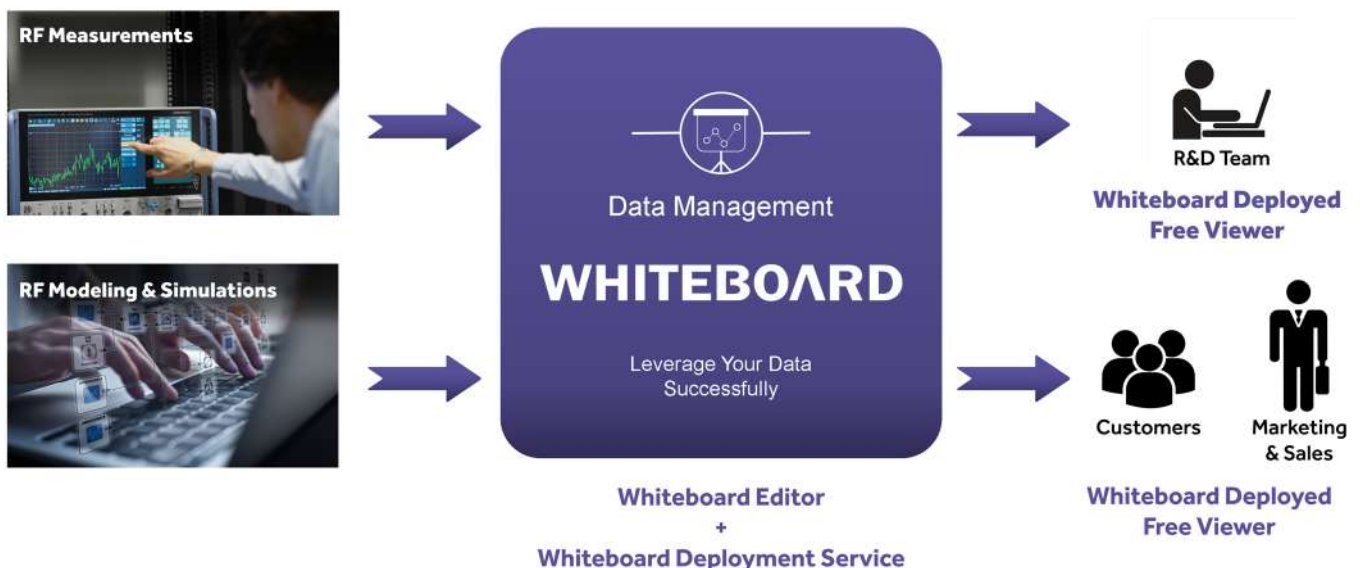 RF Measurements
RF Modeling & Simulations
Data Management
WHITEBOARD
Leverage Your Data
Successfully
Whiteboard Editor
+
Whiteboard Deployment Service
R&D Team
Whiteboard Deployed
Free Viewer
Customers
Marketing
& Sales
Whiteboard Deployed
Free Viewer